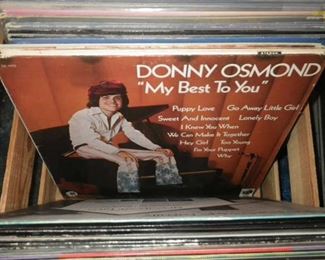 STEREO
DONNY OSMOND
"My Best To You"
Puppy Love Go Away Little Girl
Sweet And Innocent Lonely Boy
I Knew You When
We Can Make It Together
Hey Girl Too Young
I'm Your Puppet
Why